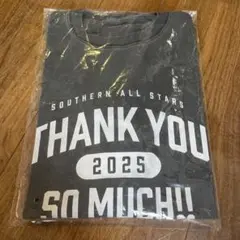 SOUTHERN ALL STARS
THANK YOU
2025
SO MUCH!!